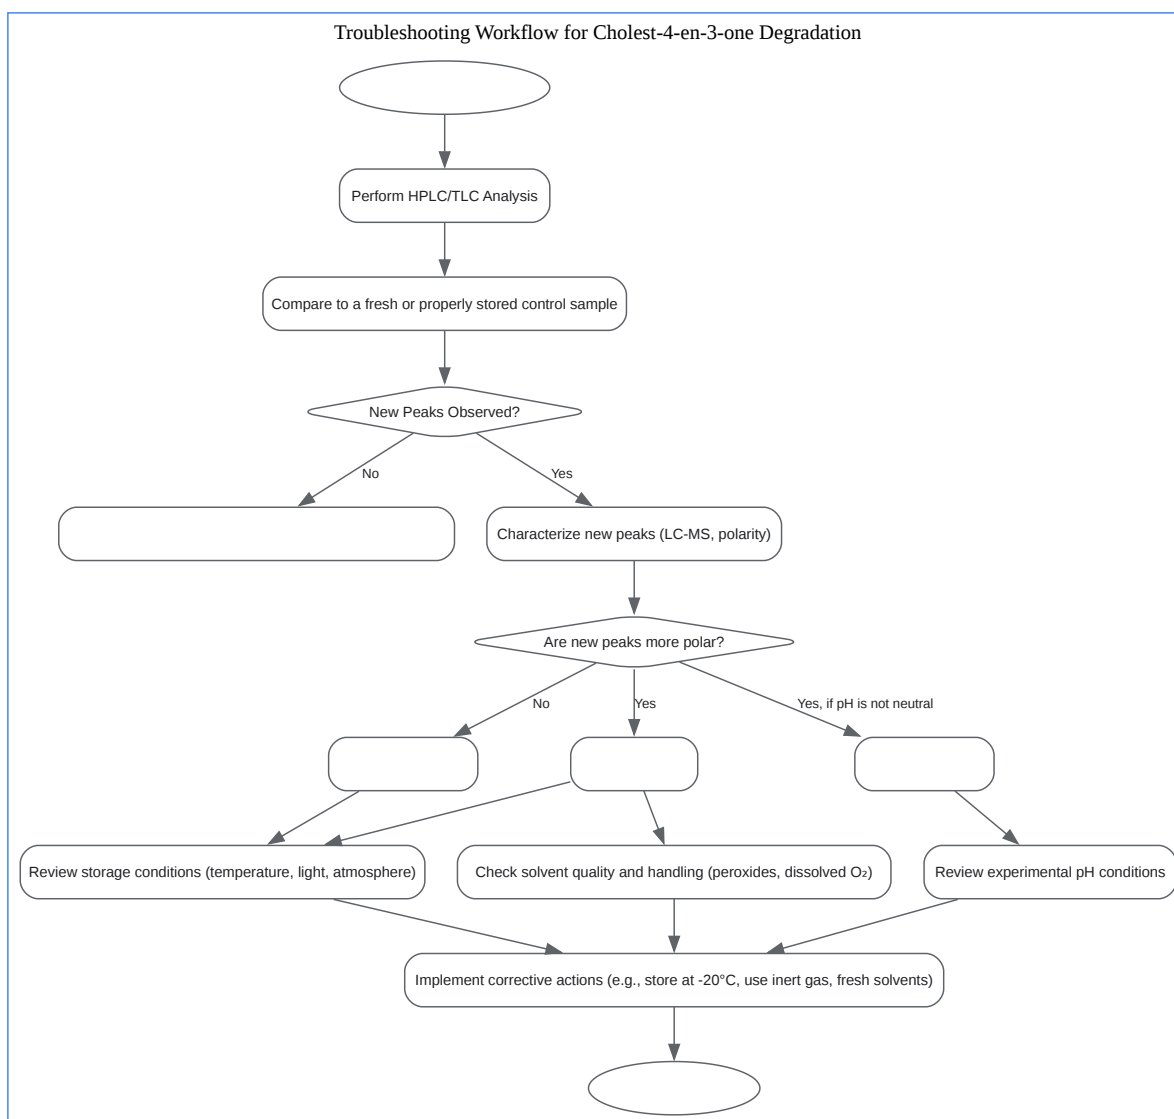 Troubleshooting Workflow for Cholest-4-en-3-one Degradation
Perform HPLC/TLC Analysis
Compare to a fresh or properly stored control sample
New Peaks Observed?
No
Yes
Characterize new peaks (LC-MS, polarity)
Are new peaks more polar?
No
Yes
Yes, if pH is not neutral
Review storage conditions (temperature, light, atmosphere)
Check solvent quality and handling (peroxides, dissolved O₂)
Review experimental pH conditions
Implement corrective actions (e.g., store at -20°C, use inert gas, fresh solvents)